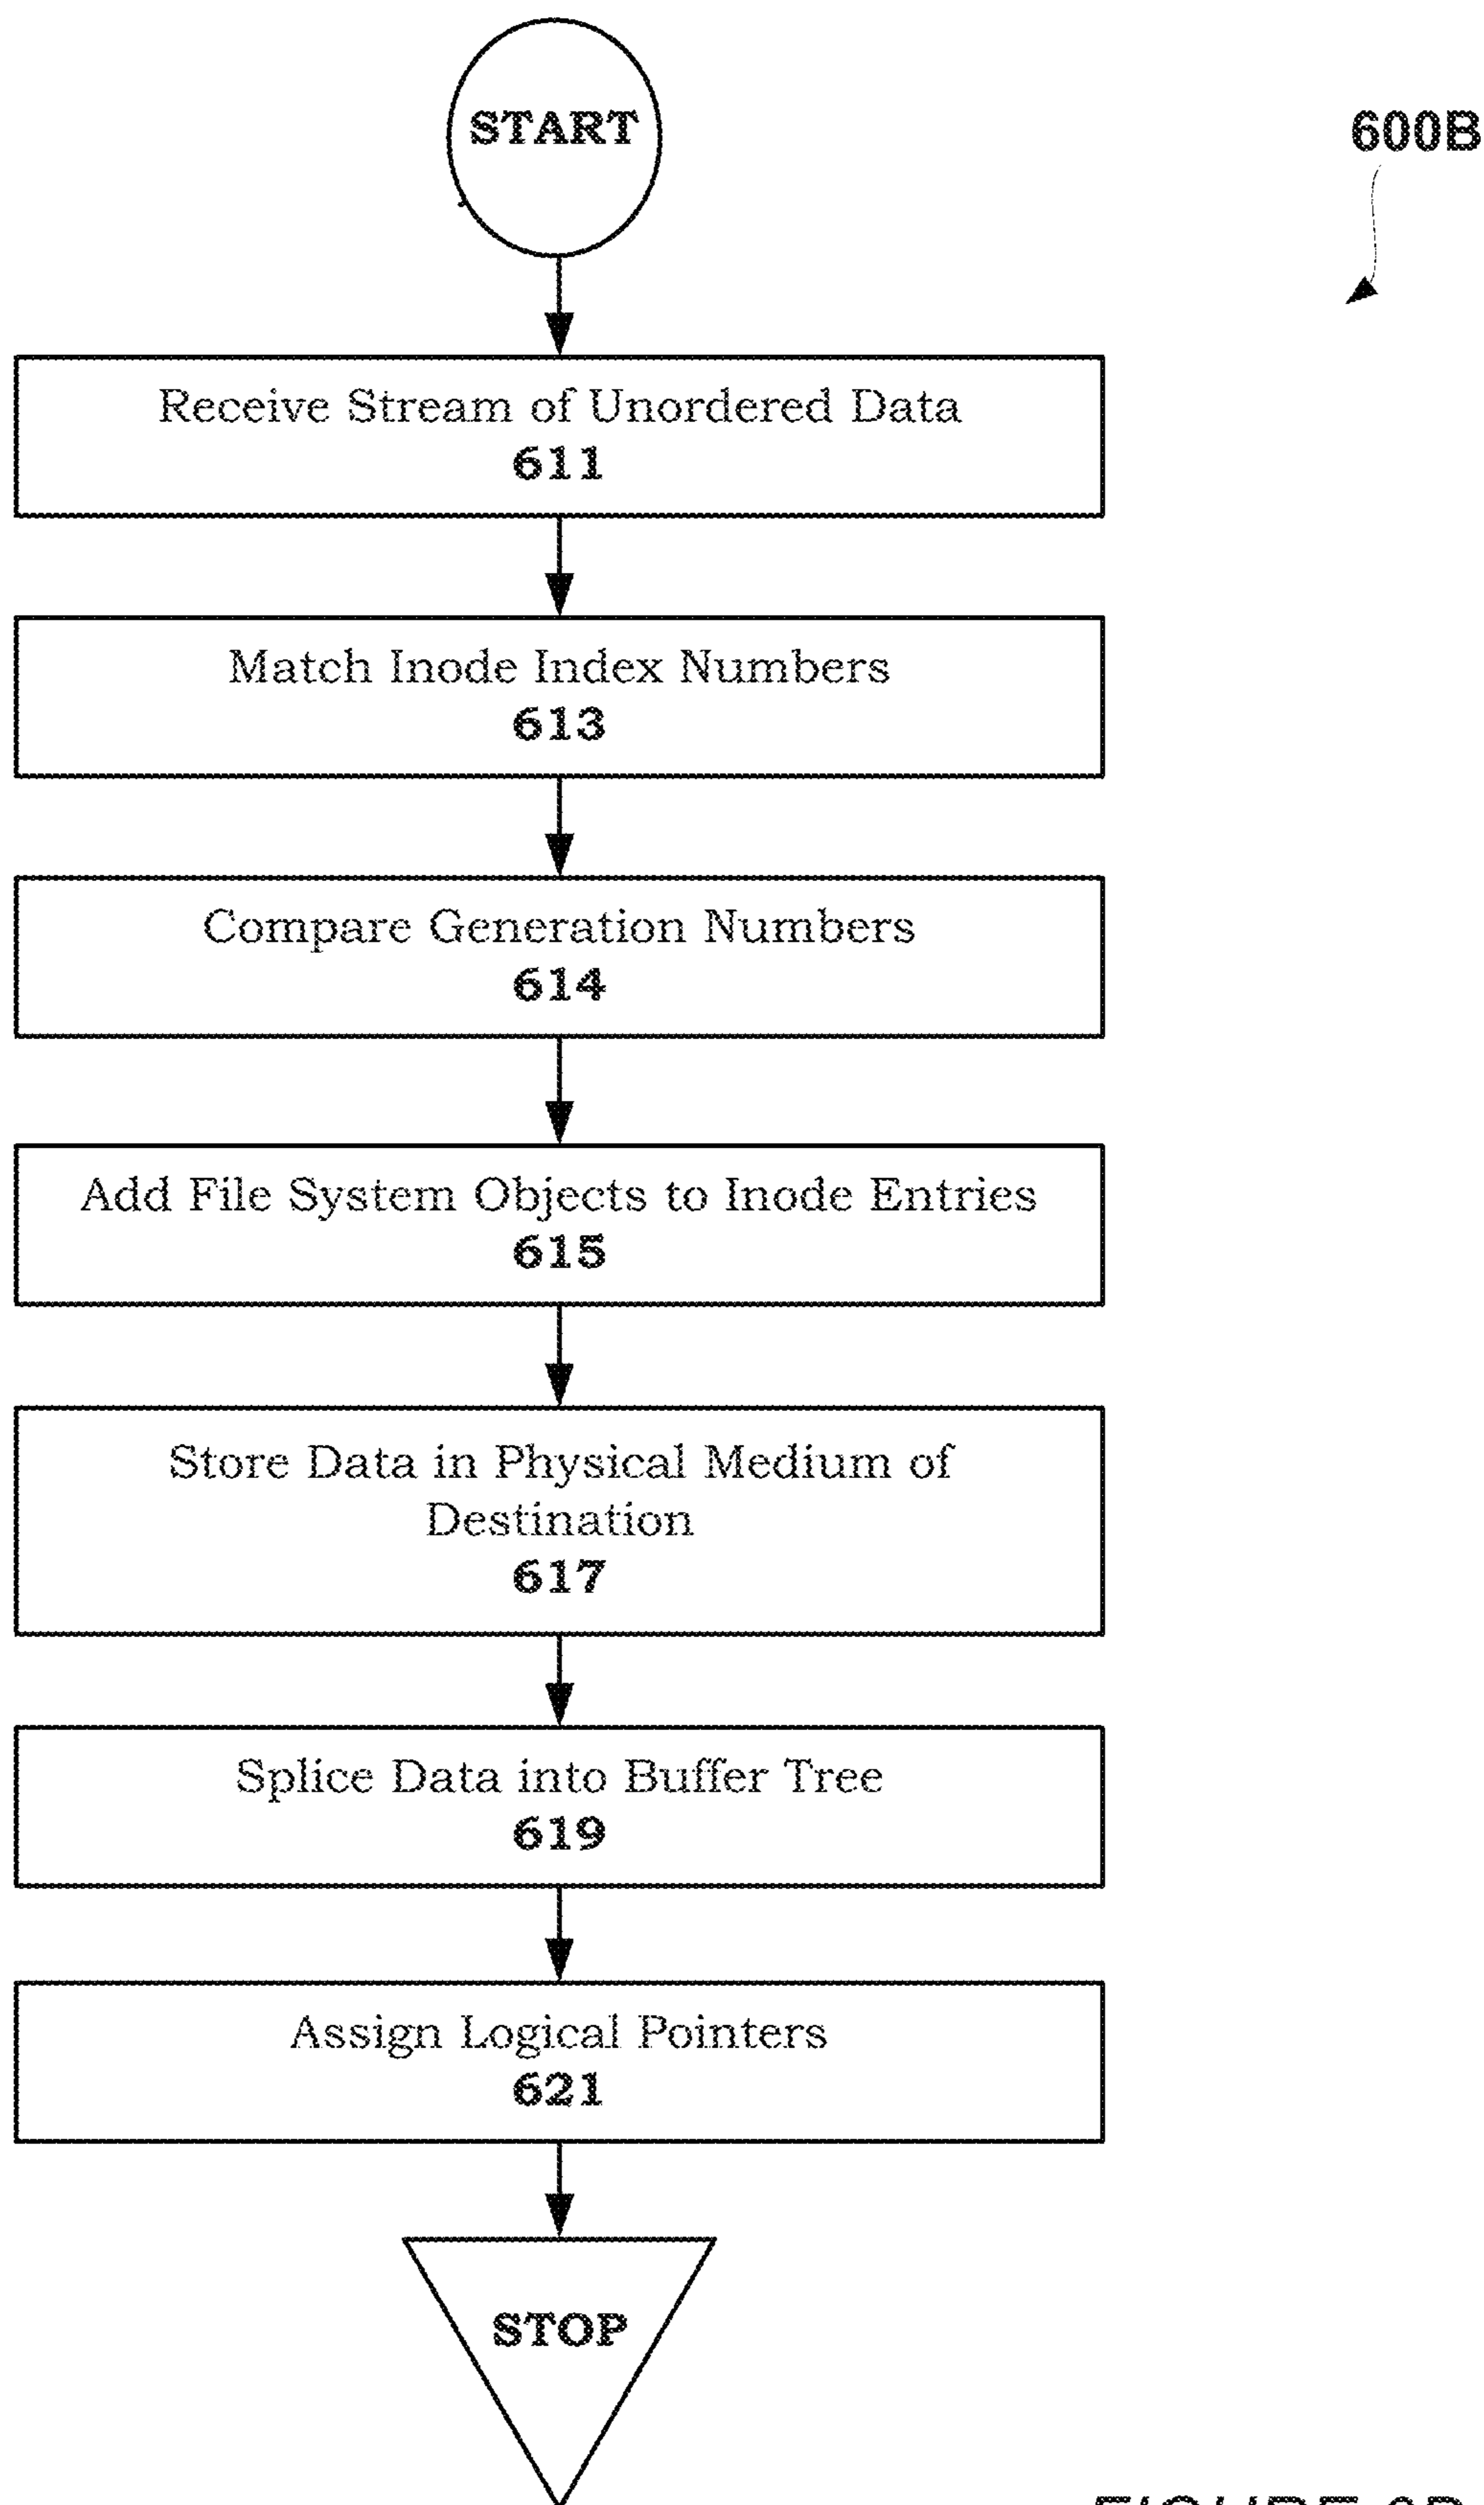 START
600B
Receive Stream of Unordered Data
611
Match Inode Index Numbers
613
Compare Generation Numbers
614
Add File System Objects to Inode Entries
615
Store Data in Physical Medium of
Destination
617
Splice Data into Buffer Tree
619
Assign Logical Pointers
621
STOP